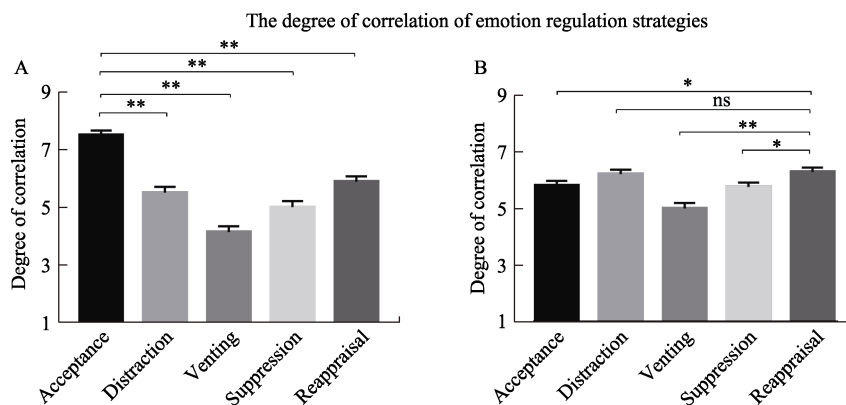 The degree of correlation of emotion regulation strategies
A
**
**
**
**
9
7
5
3
1
Degree of correlation
Acceptance
Distraction
Venting
Suppression
Reappraisal
B
*
ns
**
*
9
7
5
3
1
Degree of correlation
Acceptance
Distraction
Venting
Suppression
Reappraisal